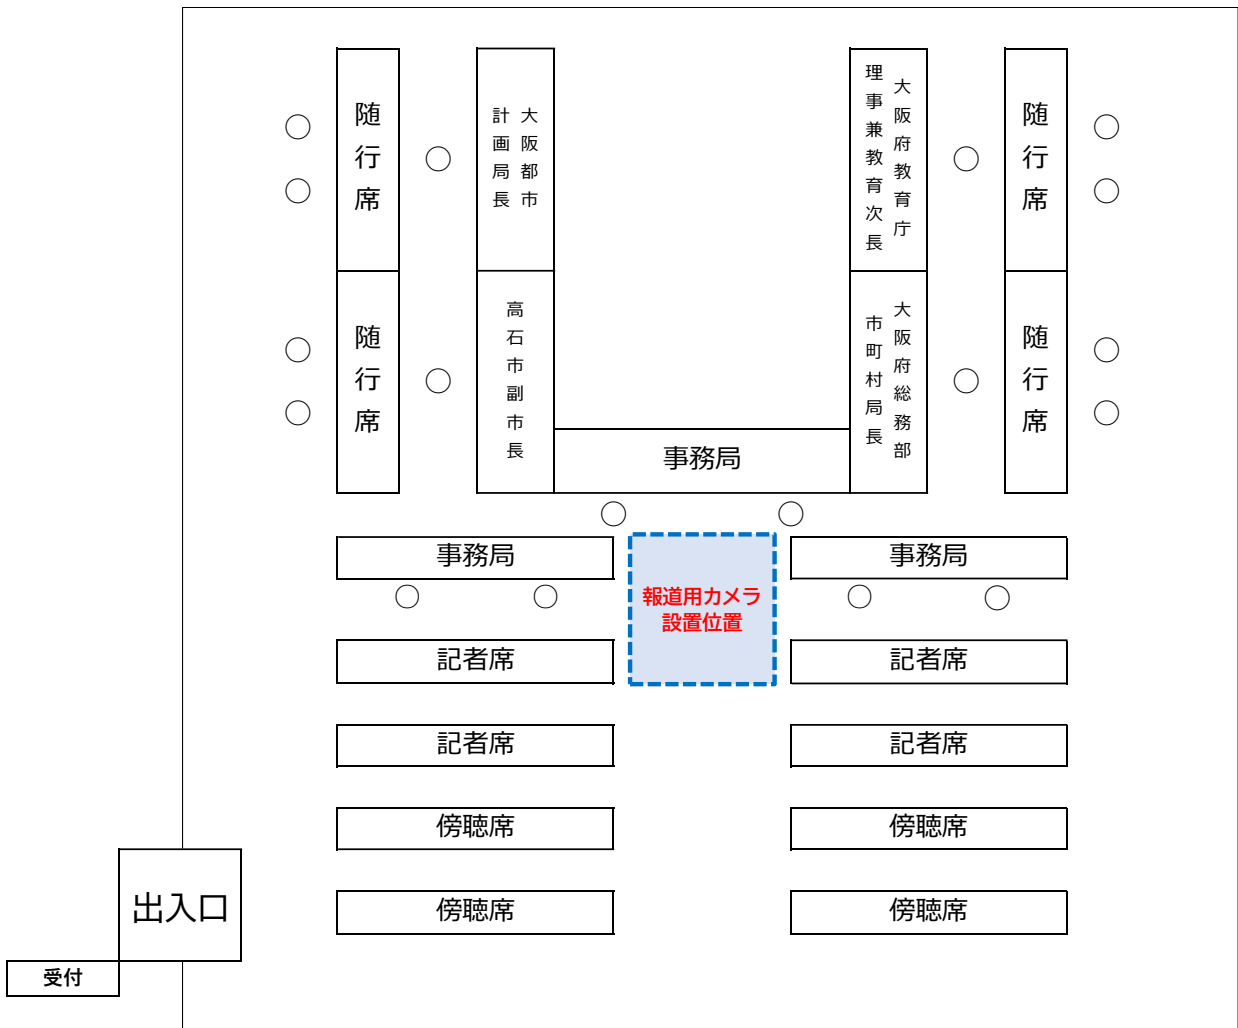 随行席
大阪都市
計画局長
大阪府教育庁
理事兼教育次長
随行席
随行席
高石市副市長
大阪府総務部
市町村局長
随行席
事務局
事務局
報道用カメラ
設置位置
事務局
記者席
記者席
記者席
記者席
傍聴席
傍聴席
出入口
傍聴席
傍聴席
受付